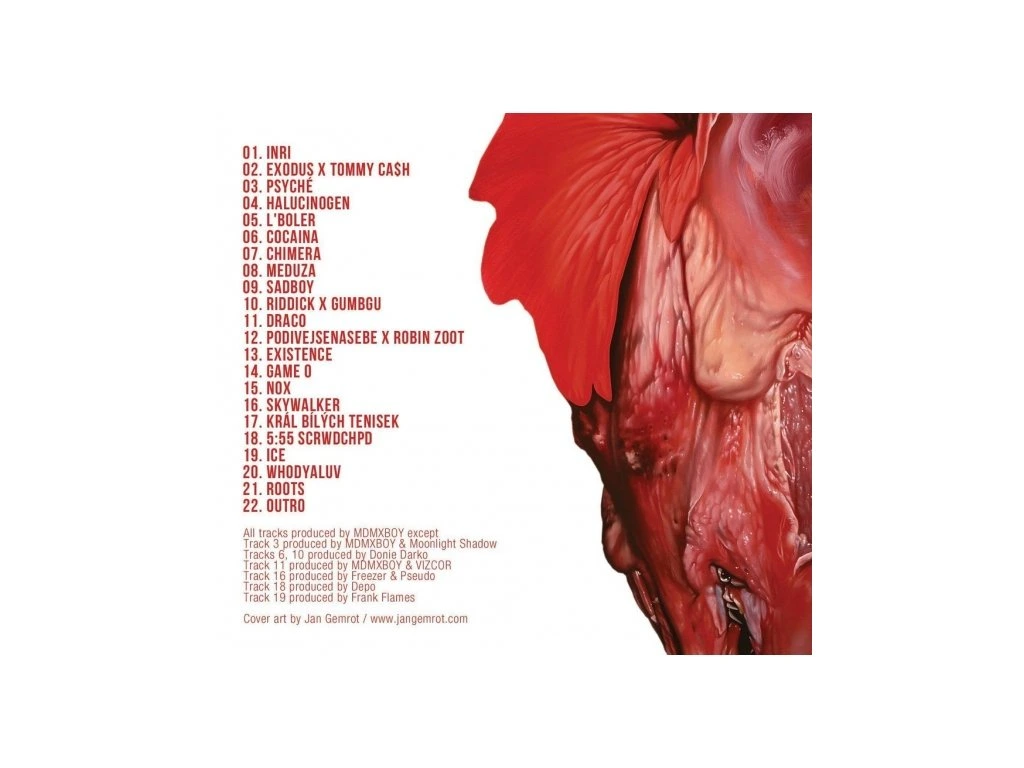 01. INRI
02. EXODUS X TOMMY CA$H
03. PSYCHÉ
04. HALUCINOGEN
05. L'BOLER
06. COCAINA
07. CHIMERA
08. MEDUZA
09. SADBOY
10. RIDDICK X GUMBGU
11. DRACO
12. PODIVEJSENASEBE X ROBIN ZOOT
13. EXISTENCE
14. GAME O
15. NOX
16. SKYWALKER
17. KRÁL BÍLÝCH TENISEK
18. 5:55 SCRWDCHPD
19. ICE
20. WHODYALUV
21. ROOTS
22. OUTRO
All tracks produced by MDMXBOY except
Track 3 produced by MDMXBOY & Moonlight Shadow
Tracks 6, 10 produced by Donie Darko
Track 11 produced by MDMXBOY & VIZCOR
Track 16 produced by Freezer & Pseudo
Track 18 produced by Depo
Track 19 produced by Frank Flames
Cover art by Jan Gemrot / www.jangemrot.com